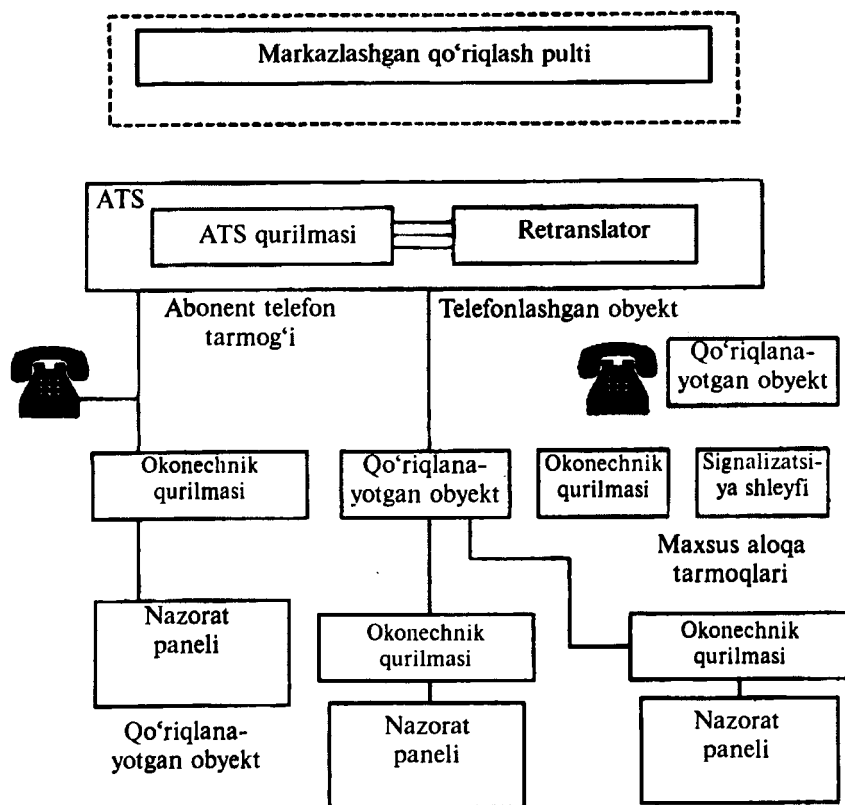 Markazlashgan qo‘riqlash pulti
ATS
ATS qurilmasi
Retranslator
Abonent telefon
tarmog‘i
Telefonlashgan obyekt
Qo‘riqlana-
yotgan obyekt
Okonechnik
qurilmasi
Qo‘riqlana-
yotgan obyekt
Okonechnik
qurilmasi
Signalizatsi-
ya shleyfi
Maxsus aloqa
tarmoqlari
Nazorat
paneli
Okonechnik
qurilmasi
Okonechnik
qurilmasi
Qo‘riqlana-
yotgan obyekt
Nazorat
paneli
Nazorat
paneli